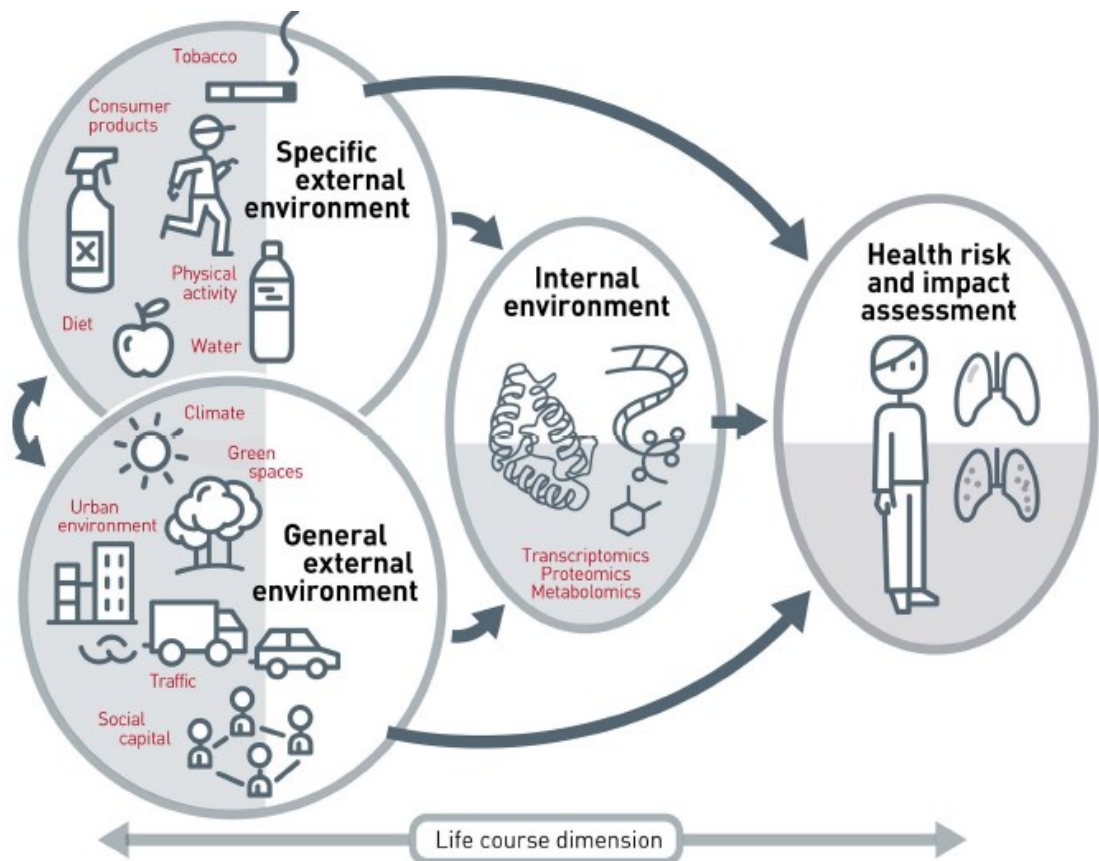 Tobacco
Consumer
products
Specific
external
environment
Physical
activity
Diet
Water
Climate
Green
spaces
Urban
environment
General
external
environment
Traffic
Social
capital
Internal
environment
Transcriptomics
Proteomics
Metabolomics
Health risk
and impact
assessment
Life course dimension